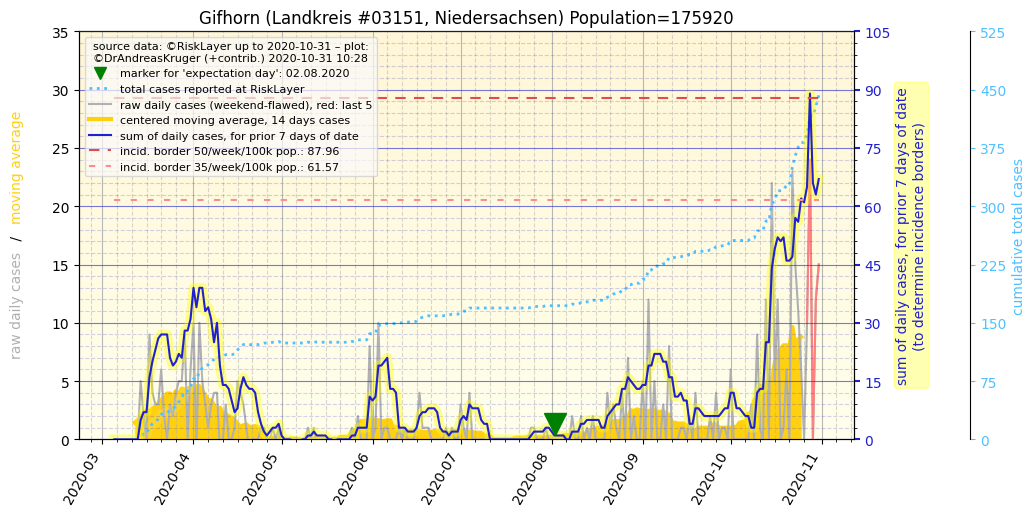 Gifhorn (Landkreis #03151, Niedersachsen) Population=175920
source data: ©RiskLayer up to 2020-10-31 – plot:
©DrAndreasKruger (+contrib.) 2020-10-31 10:28
marker for 'expectation day': 02.08.2020
total cases reported at RiskLayer
raw daily cases (weekend-flawed), red: last 5
centered moving average, 14 days cases
sum of daily cases, for prior 7 days of date
incid. border 50/week/100k pop.: 87.96
incid. border 35/week/100k pop.: 61.57
raw daily cases / moving average
35
30
25
20
15
10
5
0
2020-03
2020-04
2020-05
2020-06
2020-07
2020-08
2020-09
2020-10
2020-11
105
90
75
60
45
30
15
0
sum of daily cases, for prior 7 days of date
(to determine incidence borders)
525
450
375
300
225
150
75
0
cumulative total cases